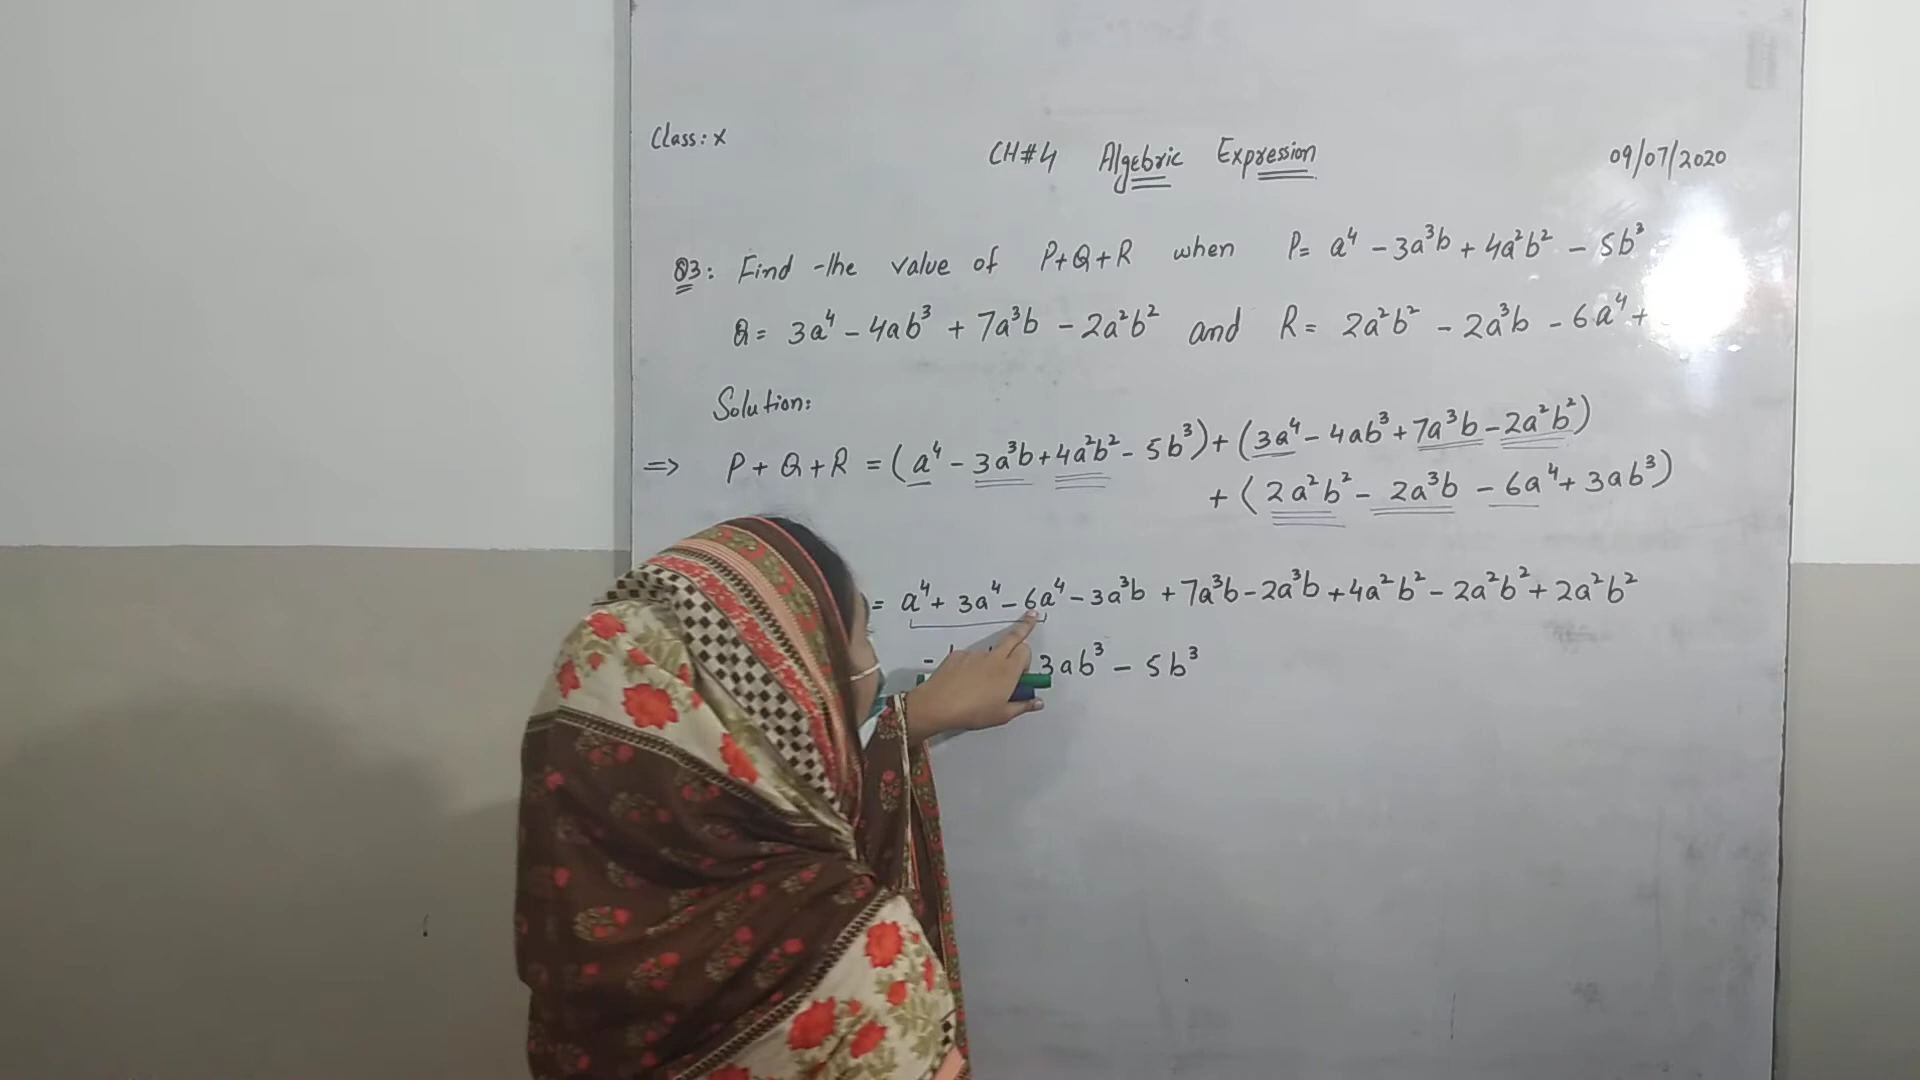 Class: X
CH#4 Algebric Expression
09/07/2020
Q3: Find the value of P+Q+R when P= a⁴ - 3a³b + 4a²b² - 5b³
Q= 3a⁴ - 4ab³ + 7a³b - 2a²b² and R= 2a²b² - 2a³b - 6a⁴ +
Solution:
=> P + Q + R = (a⁴ - 3a³b + 4a²b² - 5b³) + (3a⁴ - 4ab³ + 7a³b - 2a²b²)
+ (2a²b² - 2a³b - 6a⁴ + 3ab³)
= a⁴ + 3a⁴ - 6a⁴ - 3a³b + 7a³b - 2a³b + 4a²b² - 2a²b² + 2a²b²
- 3ab³ - 5b³